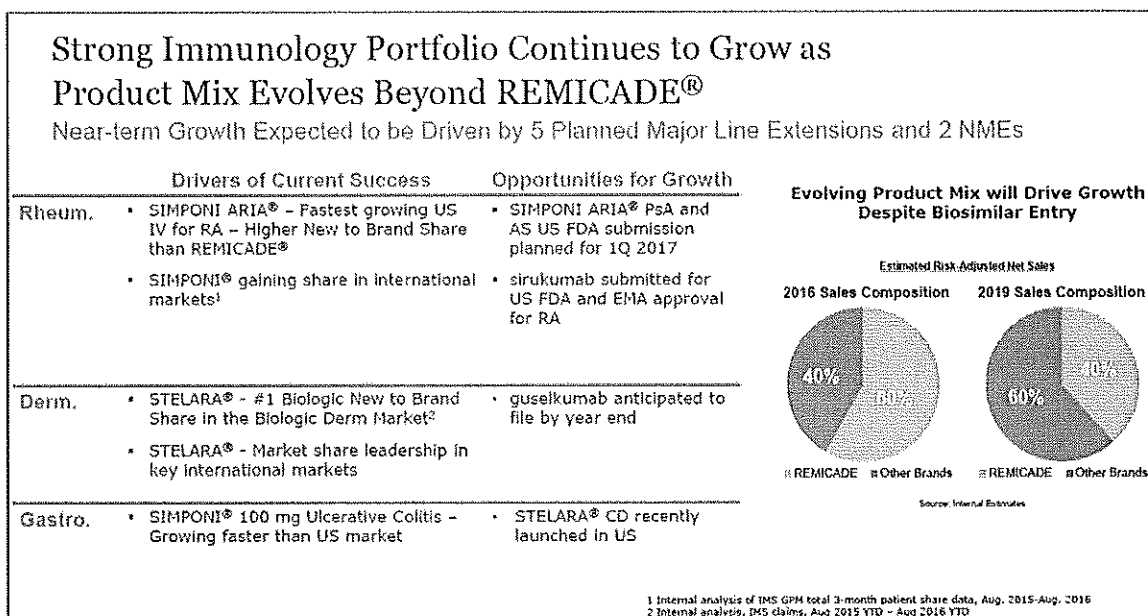 Strong Immunology Portfolio Continues to Grow as
Product Mix Evolves Beyond REMICADE®
Near-term Growth Expected to be Driven by 5 Planned Major Line Extensions and 2 NMEs
Drivers of Current Success
Opportunities for Growth
Rheum.
• SIMPONI ARIA® – Fastest growing US
IV for RA – Higher New to Brand Share
than REMICADE®
• SIMPONI® gaining share in international
markets¹
• SIMPONI ARIA® PsA and
AS US FDA submission
planned for 1Q 2017
• sirukumab submitted for
US FDA and EMA approval
for RA
Derm.
• STELARA® - #1 Biologic New to Brand
Share in the Biologic Derm Market²
• STELARA® - Market share leadership in
key international markets
• guselkumab anticipated to
file by year end
Gastro.
• SIMPONI® 100 mg Ulcerative Colitis –
Growing faster than US market
• STELARA® CD recently
launched in US
Evolving Product Mix will Drive Growth
Despite Biosimilar Entry
Estimated Risk-Adjusted Net Sales
2016 Sales Composition
40%
60%
REMICADE Other Brands
2019 Sales Composition
60%
40%
REMICADE Other Brands
Source: Internal Estimates
1 Internal analysis of IMS GPM total 3-month patient share data, Aug. 2015-Aug. 2016
2 Internal analysis, IMS claims, Aug 2015 YTD – Aug 2016 YTD